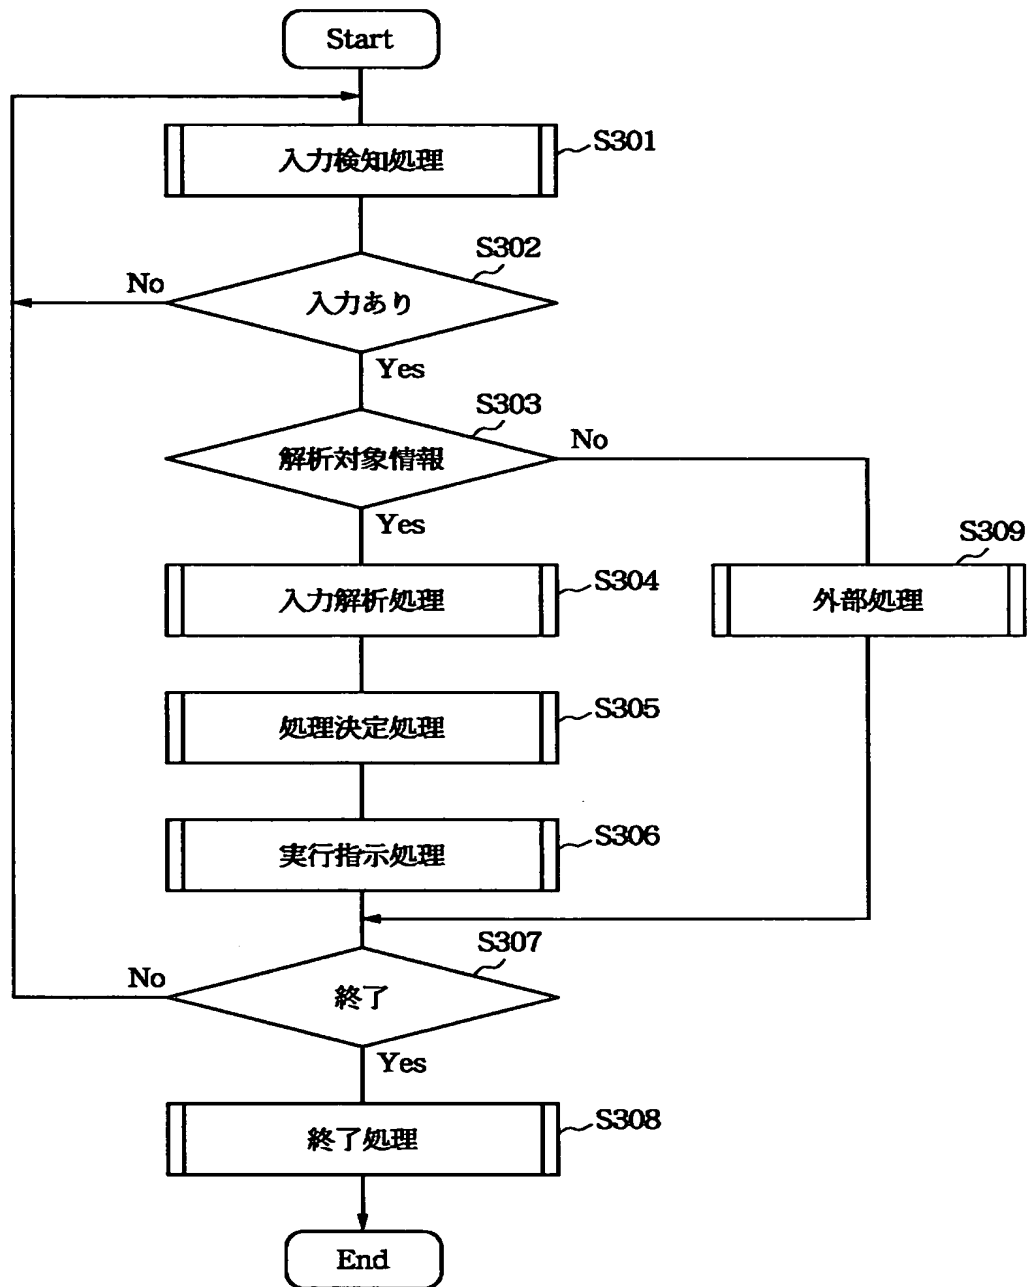 Start
入力検知処理
S301
S302
No
入力あり
Yes
S303
解析対象情報
No
Yes
S309
入力解析処理
S304
外部処理
処理決定処理
S305
実行指示処理
S306
S307
No
終了
Yes
終了処理
S308
End